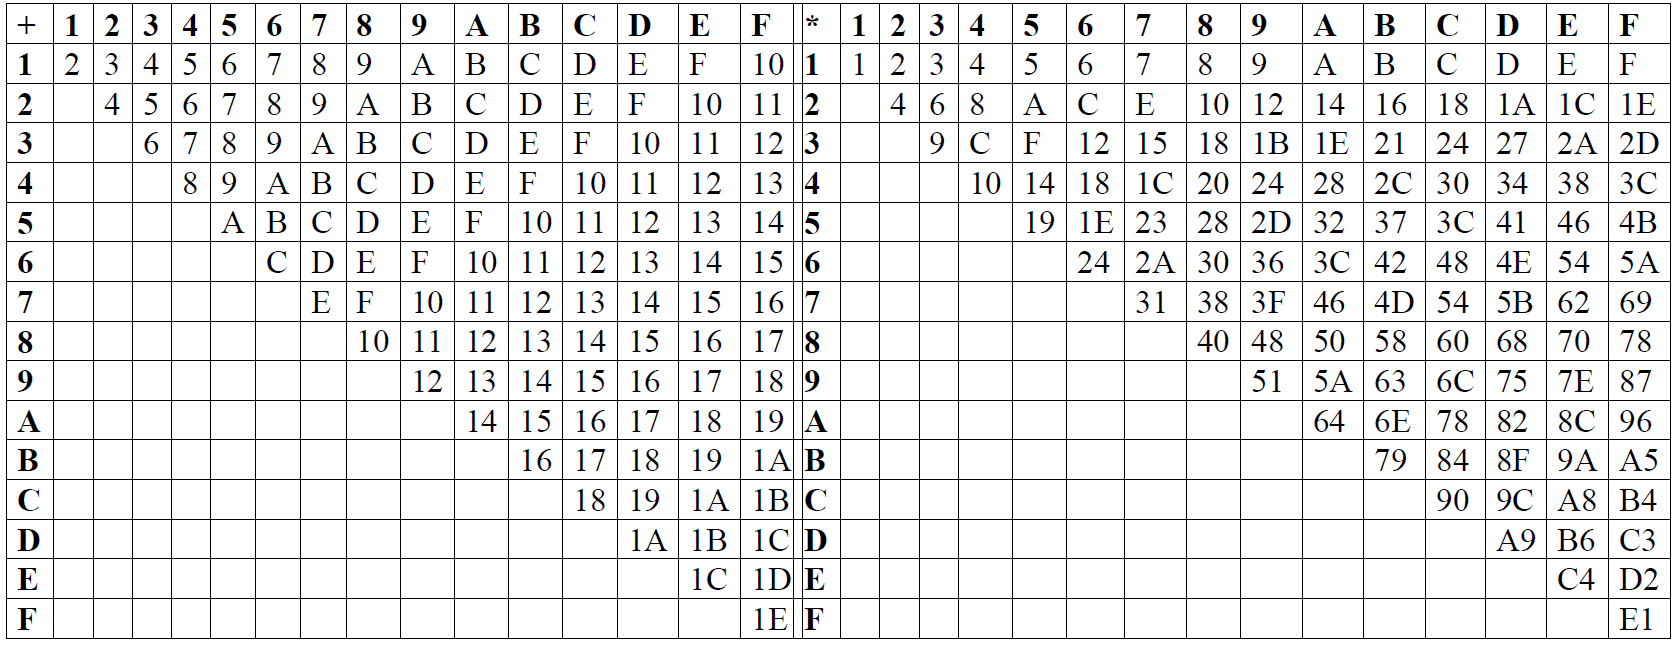 + 1 2 3 4 5 6 7 8 9 A B C D E F * 1 2 3 4 5 6 7 8 9 A B C D E F
1 2 3 4 5 6 7 8 9 A B C D E F 10 1 1 2 3 4 5 6 7 8 9 A B C D E F
2 4 5 6 7 8 9 A B C D E F 10 11 2 4 6 8 A C E 10 12 14 16 18 1A 1C 1E
3 6 7 8 9 A B C D E F 10 11 12 3 9 C F 12 15 18 1B 1E 21 24 27 2A 2D
4 8 9 A B C D E F 10 11 12 13 4 10 14 18 1C 20 24 28 2C 30 34 38 3C
5 A B C D E F 10 11 12 13 14 5 19 1E 23 28 2D 32 37 3C 41 46 4B
6 C D E F 10 11 12 13 14 15 6 24 2A 30 36 3C 42 48 4E 54 5A
7 E F 10 11 12 13 14 15 16 7 31 38 3F 46 4D 54 5B 62 69
8 10 11 12 13 14 15 16 17 8 40 48 50 58 60 68 70 78
9 12 13 14 15 16 17 18 9 51 5A 63 6C 75 7E 87
A 14 15 16 17 18 19 A 64 6E 78 82 8C 96
B 16 17 18 19 1A B 79 84 8F 9A A5
C 18 19 1A 1B C 90 9C A8 B4
D 1A 1B 1C D A9 B6 C3
E 1C 1D E C4 D2
F 1E F E1